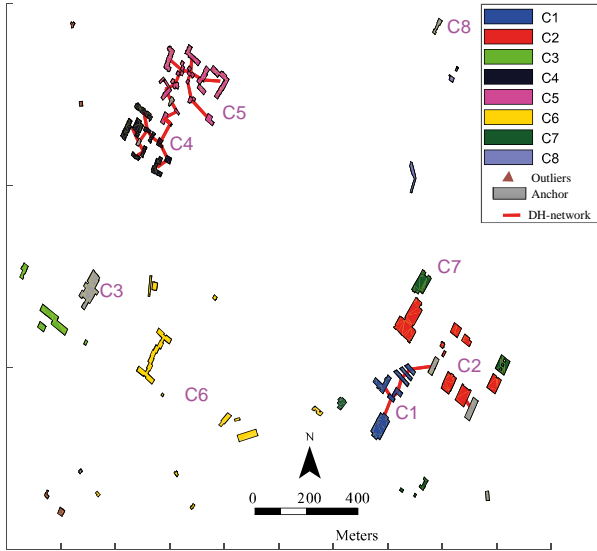 C8
C1
C2
C3
C4
C5
C6
C7
C8
Outliers
Anchor
DH-network
C5
C4
C7
C3
C2
C6
C1
N
0 200 400
Meters